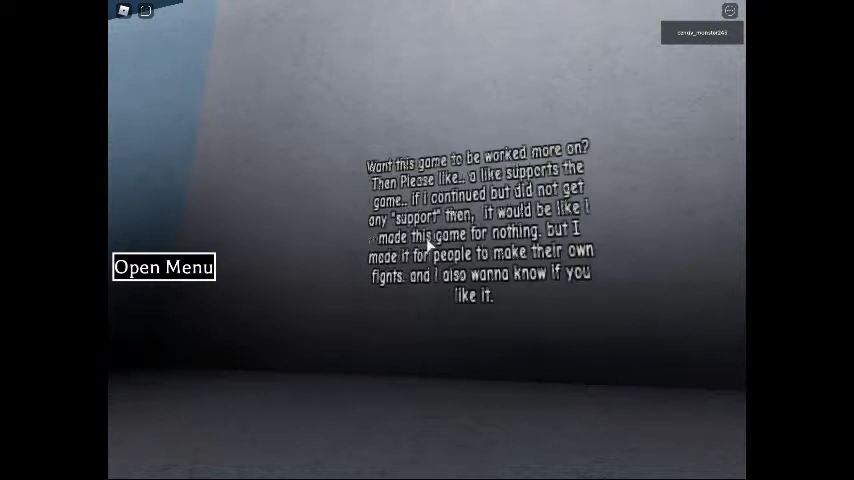 candy_monster243
Want this game to be worked more on?
Then Please like.. a like supports the
game.. if i continued but did not get
any "support" then, it would be like i
made this game for nothing. but I
made it for people to make their own
fights. and i also wanna know if you
like it.
Open Menu